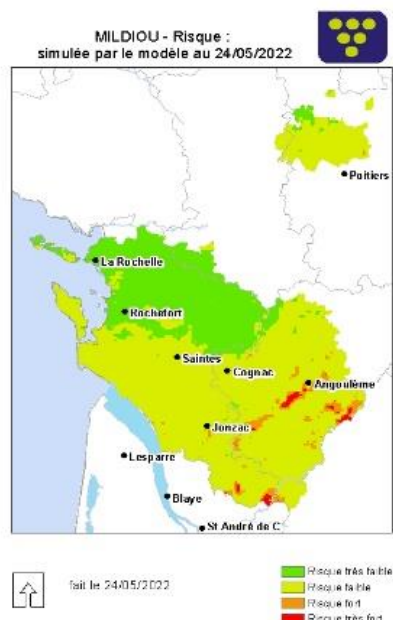 MILDIOU - Risque :
simulée par le modèle au 24/05/2022
Poitiers
La Rochelle
Rochefort
Saintes
Cognac
Angoulème
Jonzac
Lesparre
Blaye
St André de C
fait le 24/05/2022
Risque très faible
Risque faible
Risque fort
Risque très fort